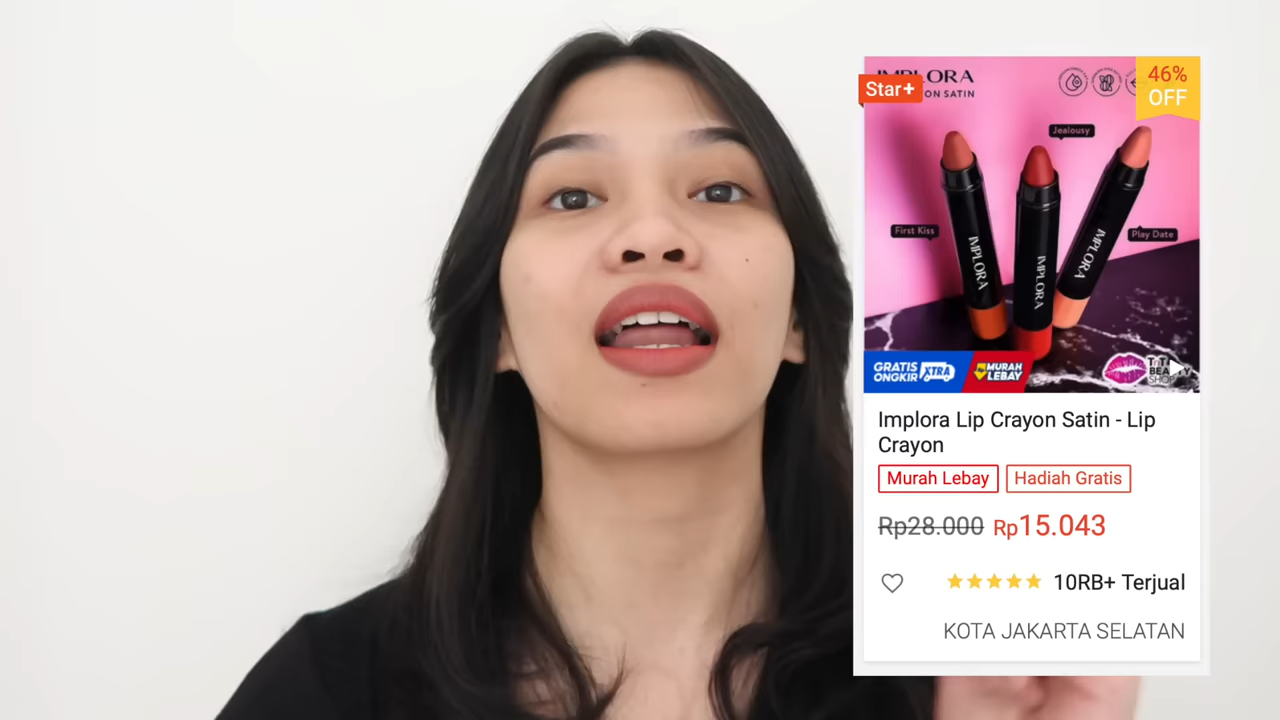 IMPLORA
ON SATIN
Star+
46%
OFF
Jealousy
First Kiss
Play Date
IMPLORA
IMPLORA
IMPLORA
GRATIS
ONGKIR
XTRA
MURAH
LEBAY
Implora Lip Crayon Satin - Lip
Crayon
Murah Lebay
Hadiah Gratis
Rp28.000 Rp15.043
10RB+ Terjual
KOTA JAKARTA SELATAN